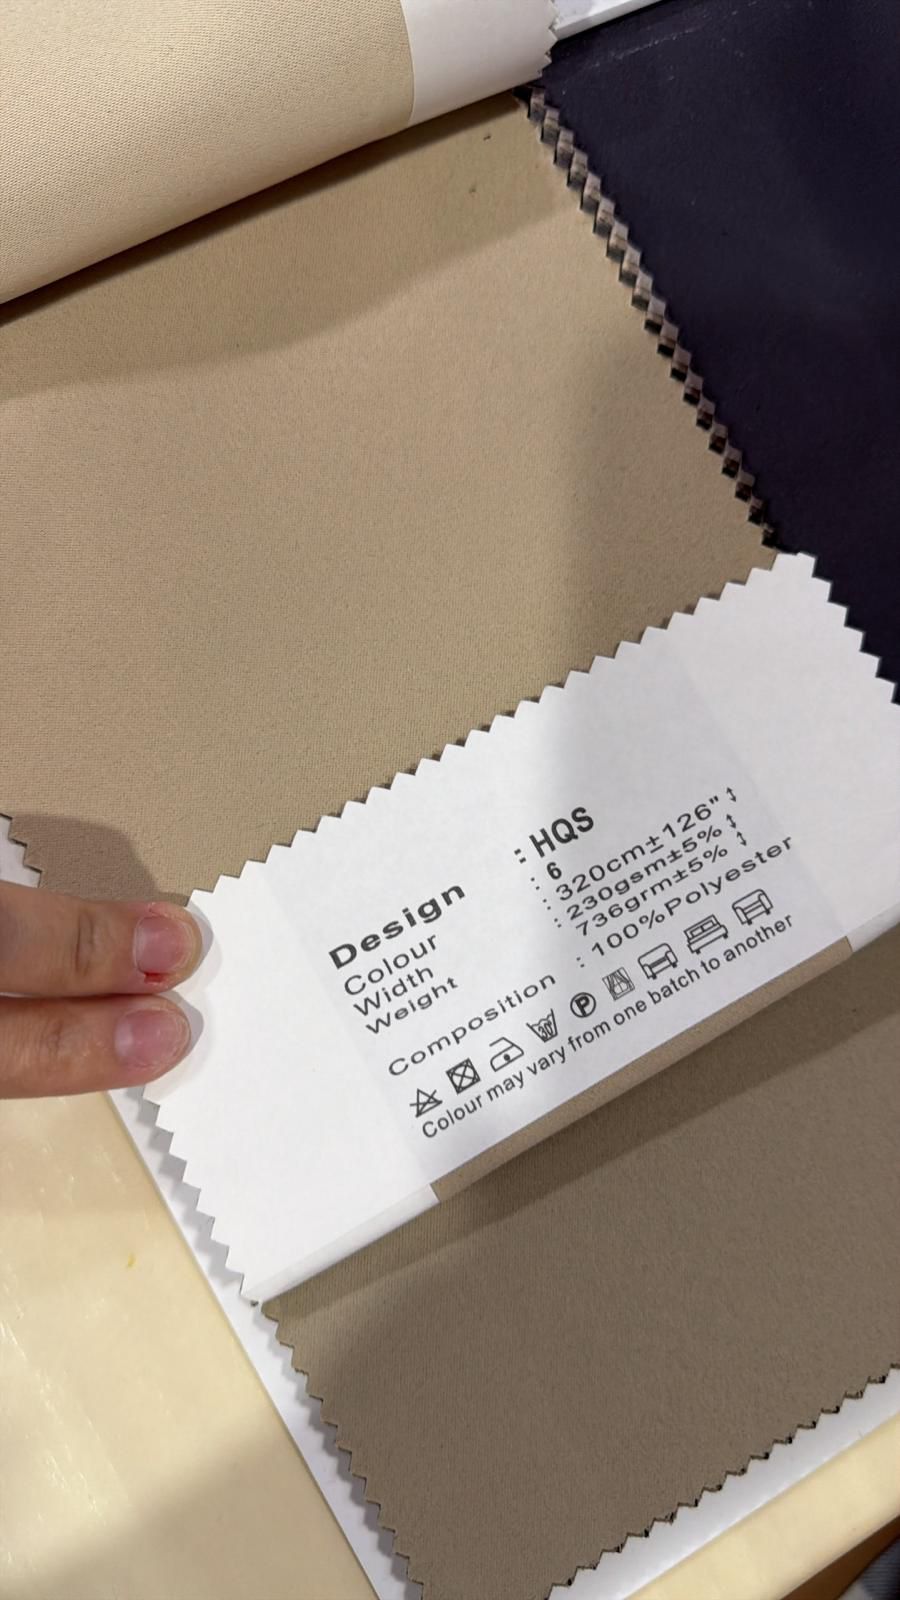 Design : HQS
Colour : 6
Width : 320cm±126"
Weight : 230gsm±5%
736grm±5%
Composition : 100%Polyester
30°
P
Colour may vary from one batch to another